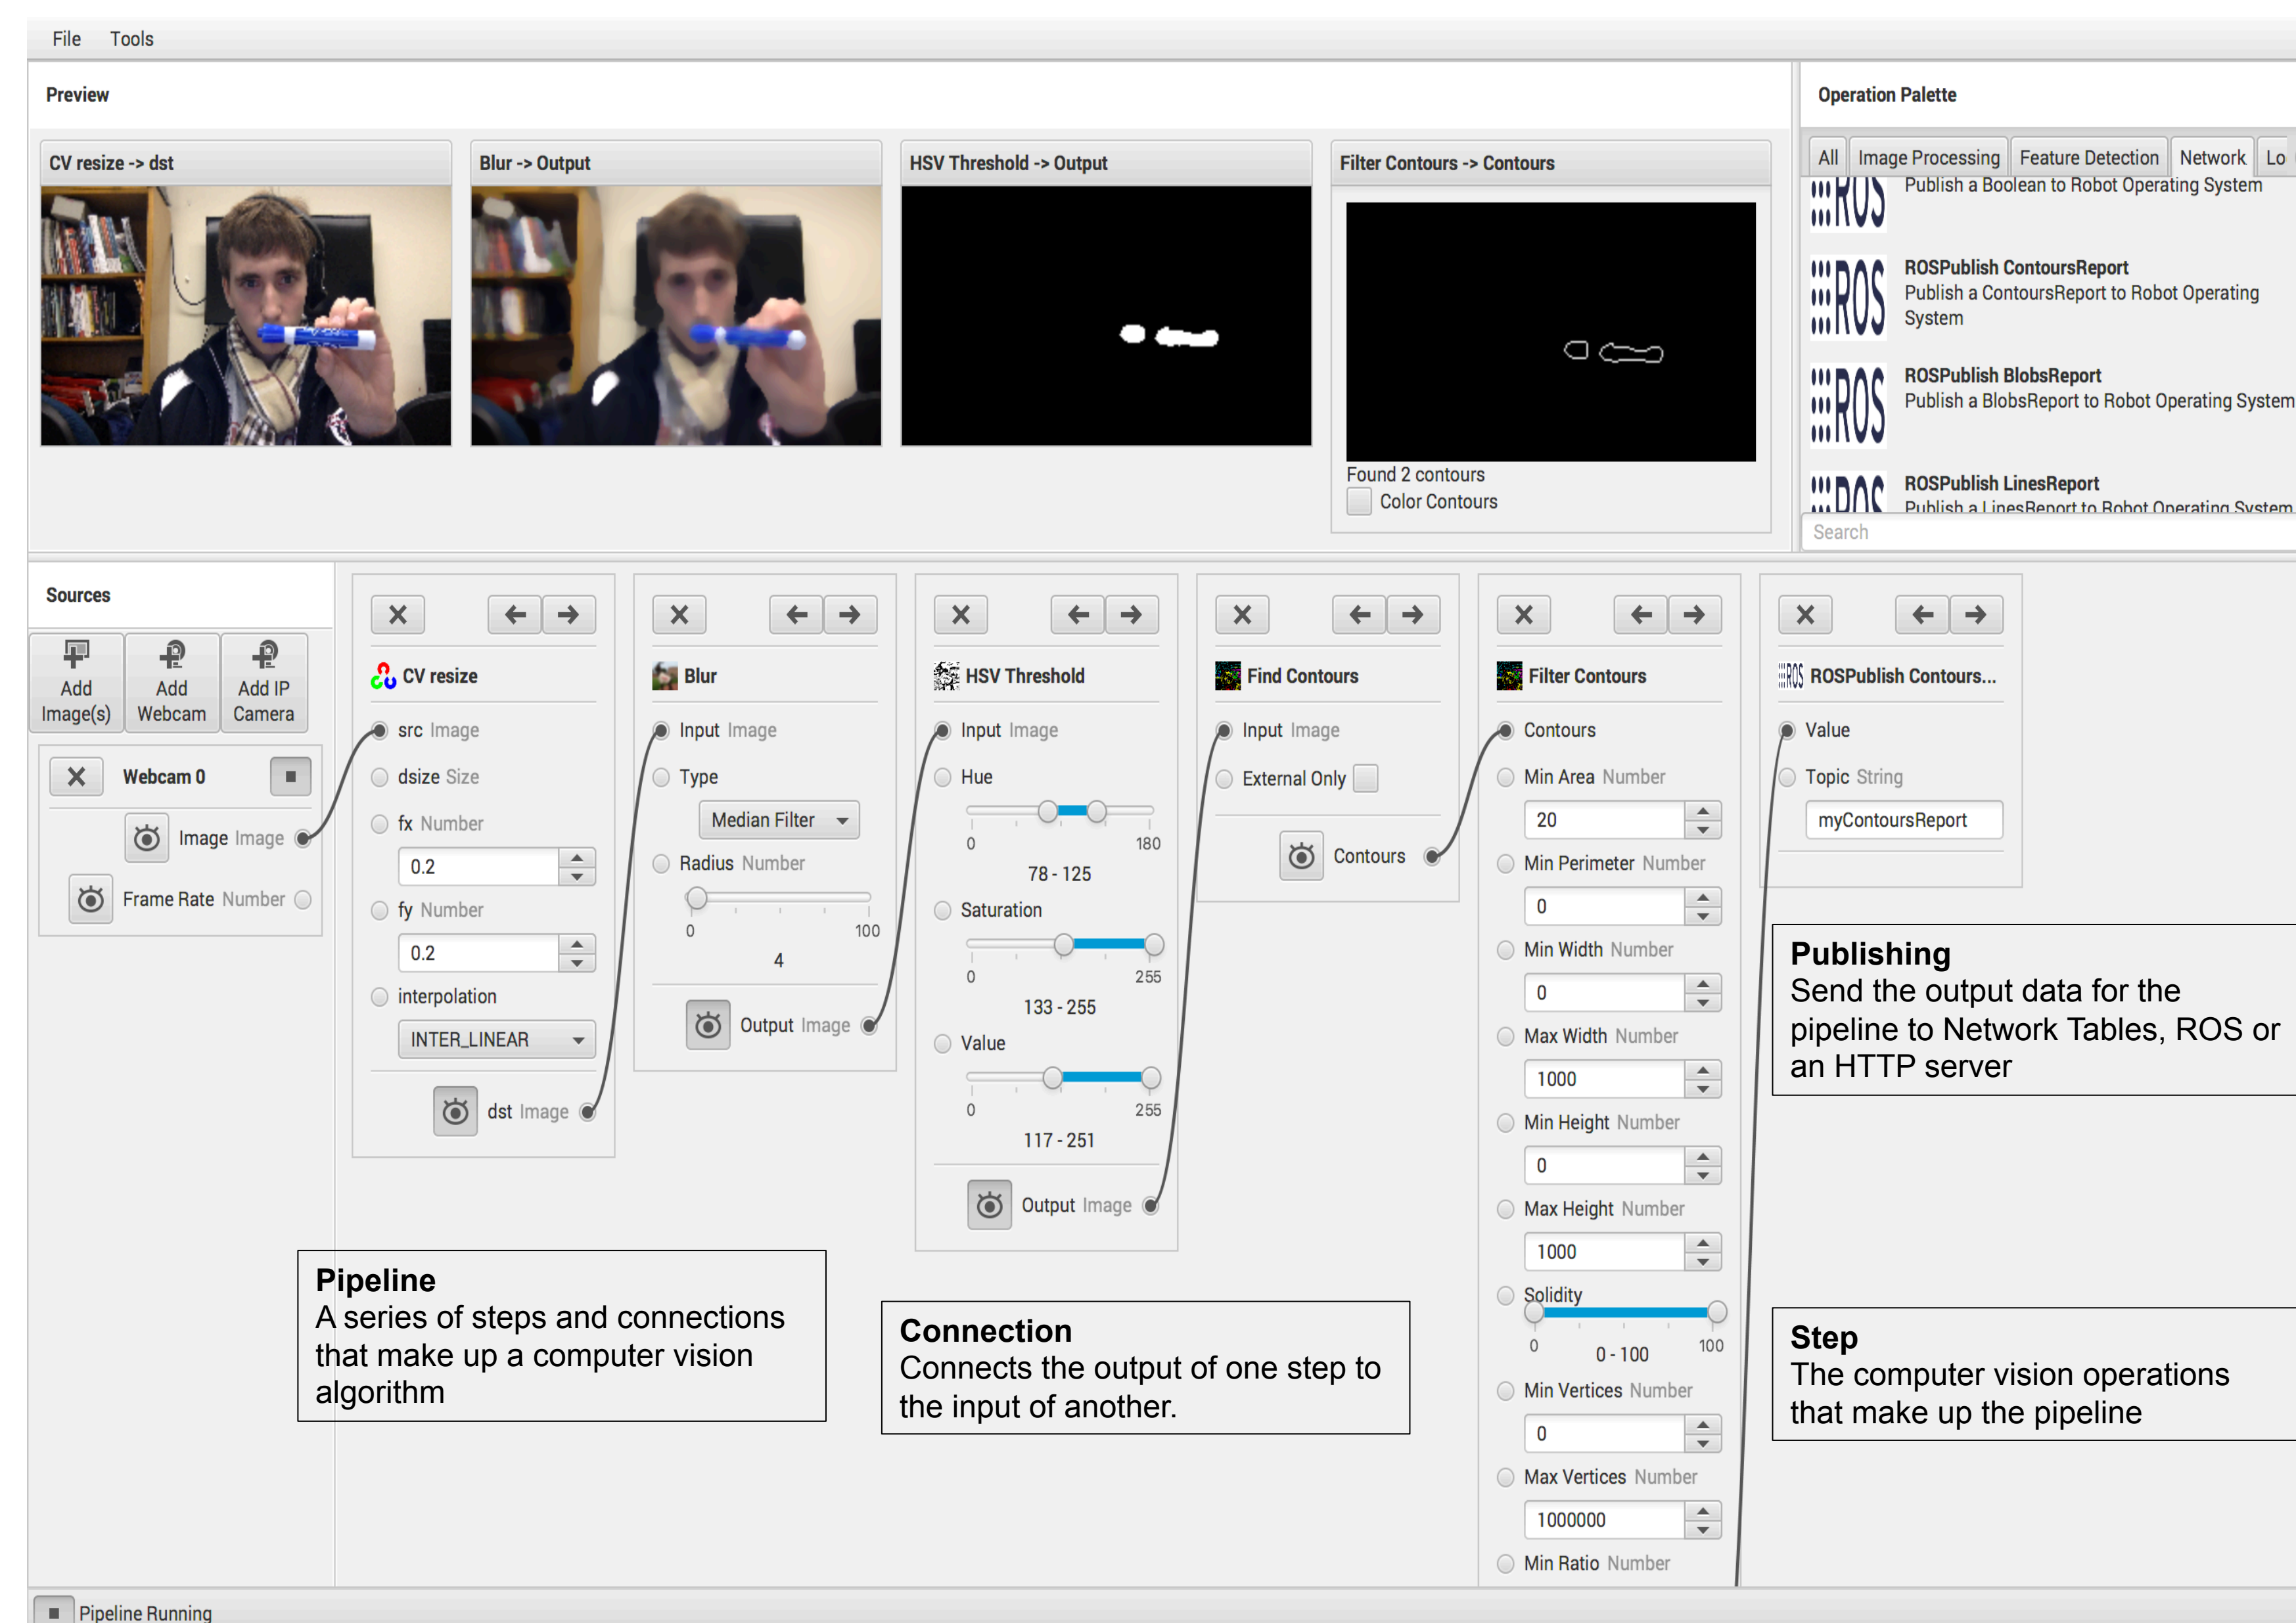 File Tools
Preview
CV resize -> dst
Blur -> Output
HSV Threshold -> Output
Filter Contours -> Contours
Found 2 contours
Color Contours
Operation Palette
All Image Processing Feature Detection Network Lo
ROS
Publish a Boolean to Robot Operating System
ROS
ROSPublish ContoursReport
Publish a ContoursReport to Robot Operating
System
ROS
ROSPublish BlobsReport
Publish a BlobsReport to Robot Operating System
ROS
ROSPublish LinesReport
Publish a LinesReport to Robot Operating System
Search
Sources
Add
Image(s)
Add
Webcam
Add IP
Camera
Webcam 0
Image Image
Frame Rate Number
CV resize
src Image
dsize Size
fx Number
0.2
fy Number
0.2
interpolation
INTER_LINEAR
dst Image
Blur
Input Image
Type
Median Filter
Radius Number
0 100
4
Output Image
HSV Threshold
Input Image
Hue
0 180
78 - 125
Saturation
0 255
133 - 255
Value
0 255
117 - 251
Output Image
Find Contours
Input Image
External Only
Contours
Filter Contours
Contours
Min Area Number
20
Min Perimeter Number
0
Min Width Number
0
Max Width Number
1000
Min Height Number
0
Max Height Number
1000
Solidity
0 100
0 - 100
Min Vertices Number
0
Max Vertices Number
1000000
Min Ratio Number
ROS ROSPublish Contours...
Value
Topic String
myContoursReport
Publishing
Send the output data for the
pipeline to Network Tables, ROS or
an HTTP server
Pipeline
A series of steps and connections
that make up a computer vision
algorithm
Connection
Connects the output of one step to
the input of another.
Step
The computer vision operations
that make up the pipeline
Pipeline Running